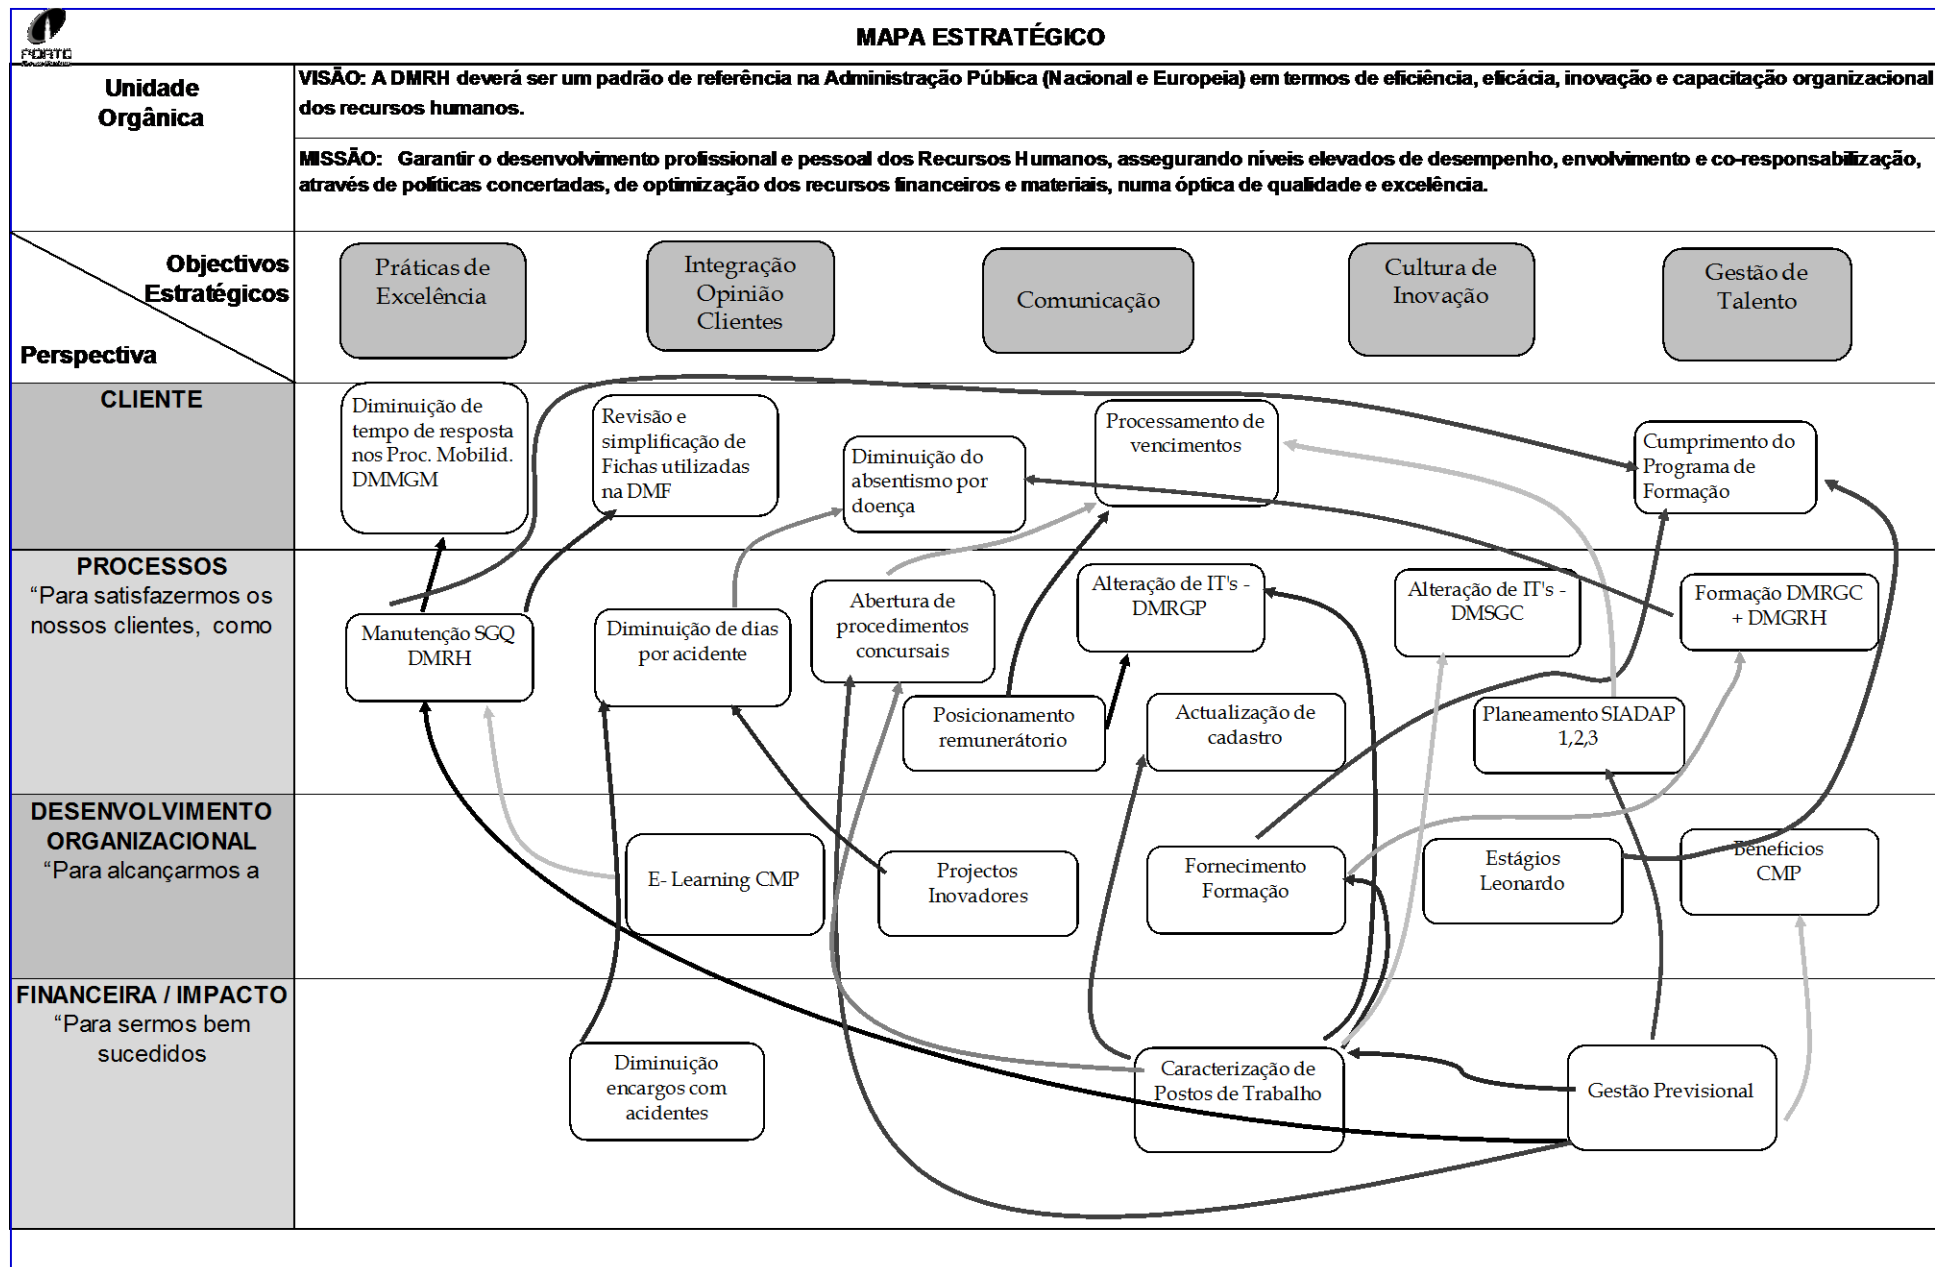 PORTO
MAPA ESTRATÉGICO
Unidade
Orgânica
VISÃO: A DMRH deverá ser um padrão de referência na Administração Pública (Nacional e Europeia) em termos de eficiência, eficácia, inovação e capacitação organizacional
dos recursos humanos.
MISSÃO: Garantir o desenvolvimento profissional e pessoal dos Recursos Humanos, assegurando níveis elevados de desempenho, envolvimento e co-responsabilização,
através de políticas concertadas, de optimização dos recursos financeiros e materiais, numa óptica de qualidade e excelência.
Objectivos
Estratégicos
Perspectiva
Práticas de
Excelência
Integração
Opinião
Clientes
Comunicação
Cultura de
Inovação
Gestão de
Talento
CLIENTE
Diminuição de
tempo de resposta
nos Proc. Mobilid.
DMMGM
Revisão e
simplificação de
Fichas utilizadas
na DMF
Diminuição do
absentismo por
doença
Processamento de
vencimentos
Cumprimento do
Programa de
Formação
PROCESSOS
“Para satisfazermos os
nossos clientes, como
Manutenção SGQ
DMRH
Diminuição de dias
por acidente
Abertura de
procedimentos
concursais
Alteração de IT's -
DMRGP
Alteração de IT's -
DMSGC
Formação DMRGC
+ DMGRH
Posicionamento
remunerátorio
Actualização de
cadastro
Planeamento SIADAP
1,2,3
DESENVOLVIMENTO
ORGANIZACIONAL
“Para alcançarmos a
E- Learning CMP
Projectos
Inovadores
Fornecimento
Formação
Estágios
Leonardo
Beneficios
CMP
FINANCEIRA / IMPACTO
“Para sermos bem
sucedidos
Diminuição
encargos com
acidentes
Caracterização de
Postos de Trabalho
Gestão Previsional